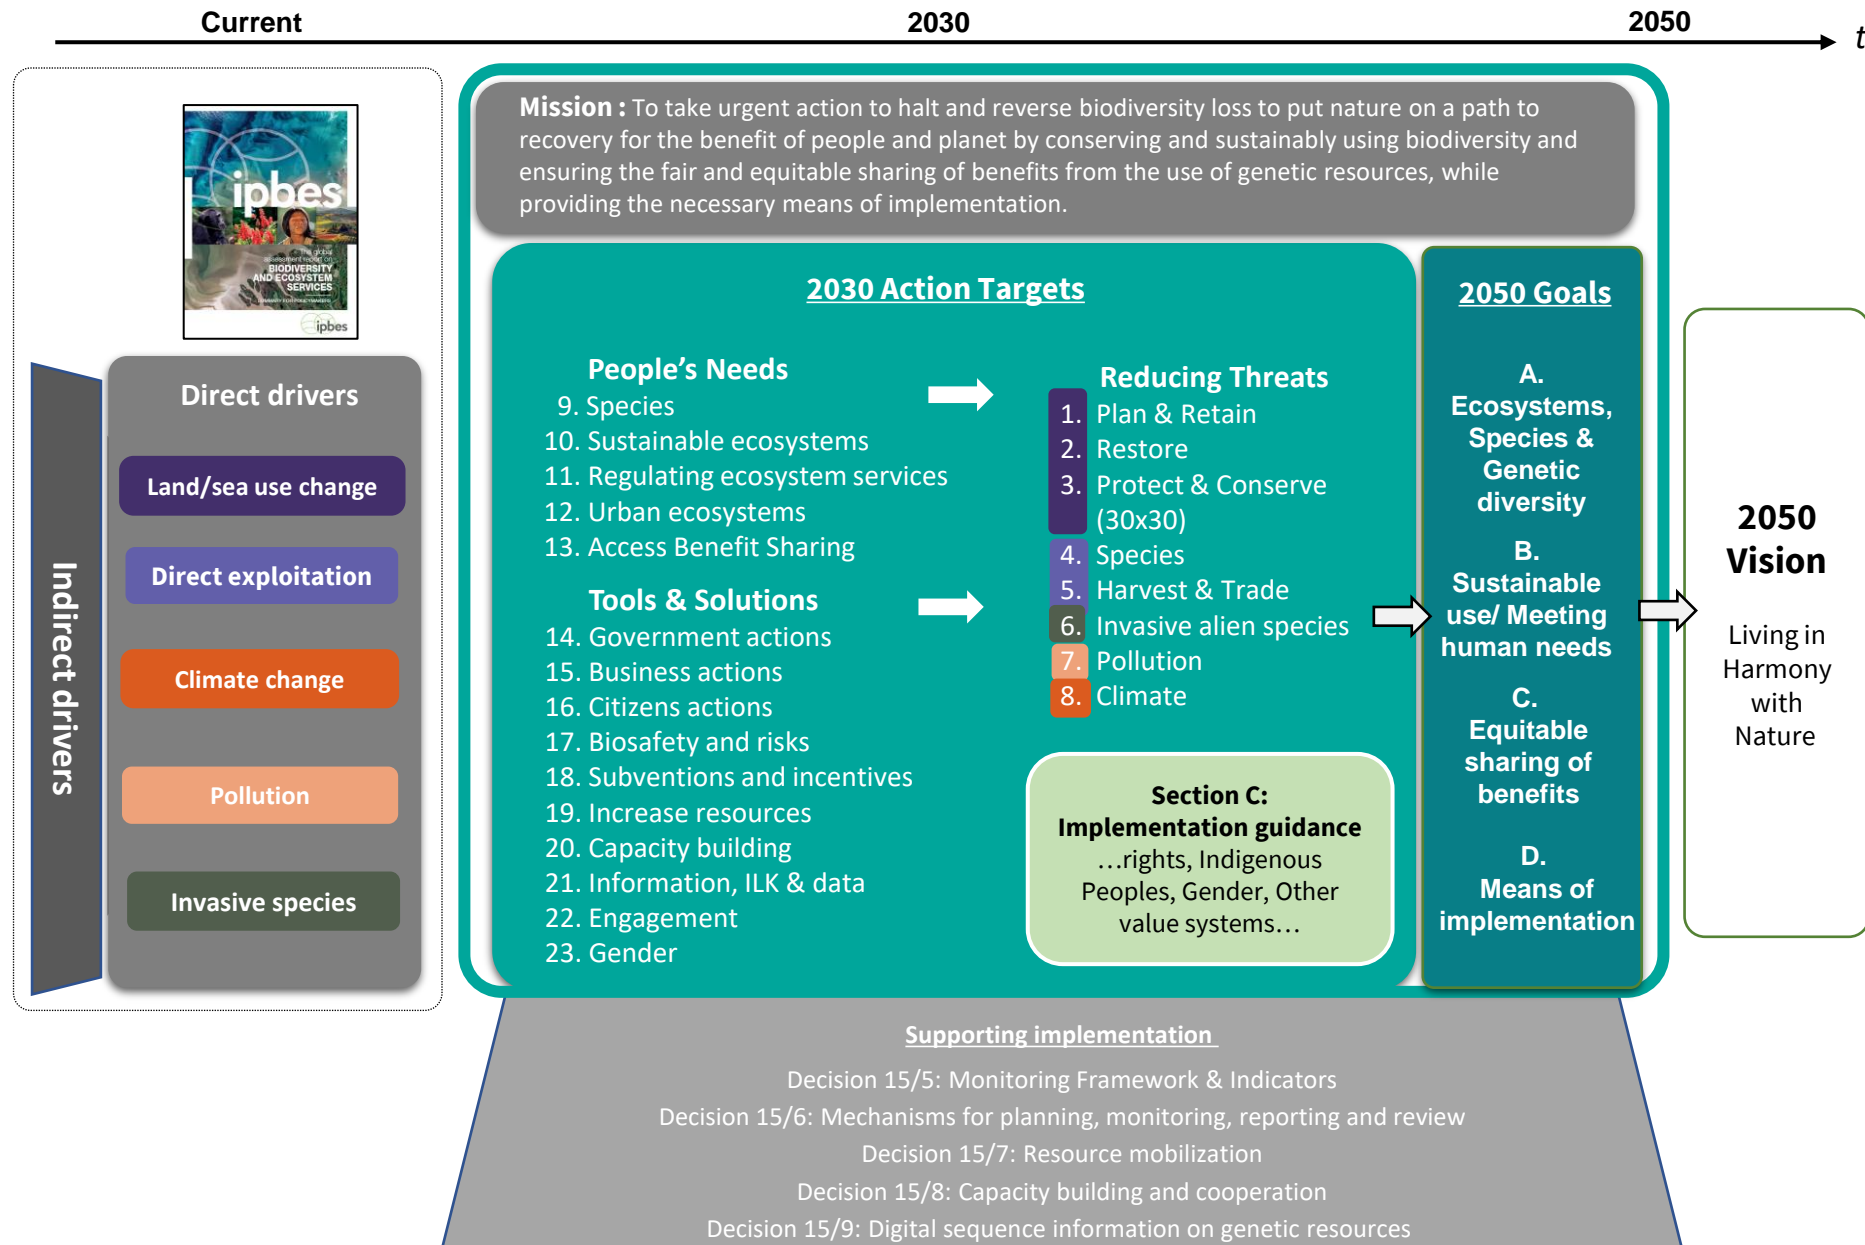 Current
2030
2050
t
ipbes
The global
assessment report on
BIODIVERSITY
AND ECOSYSTEM
SERVICES
SUMMARY FOR POLICYMAKERS
ipbes
Indirect drivers
Direct drivers
Land/sea use change
Direct exploitation
Climate change
Pollution
Invasive species
Mission : To take urgent action to halt and reverse biodiversity loss to put nature on a path to
recovery for the benefit of people and planet by conserving and sustainably using biodiversity and
ensuring the fair and equitable sharing of benefits from the use of genetic resources, while
providing the necessary means of implementation.
2030 Action Targets
People's Needs
9. Species
10. Sustainable ecosystems
11. Regulating ecosystem services
12. Urban ecosystems
13. Access Benefit Sharing
Tools & Solutions
14. Government actions
15. Business actions
16. Citizens actions
17. Biosafety and risks
18. Subventions and incentives
19. Increase resources
20. Capacity building
21. Information, ILK & data
22. Engagement
23. Gender
Reducing Threats
1. Plan & Retain
2. Restore
3. Protect & Conserve
(30x30)
4. Species
5. Harvest & Trade
6. Invasive alien species
7. Pollution
8. Climate
Section C:
Implementation guidance
…rights, Indigenous
Peoples, Gender, Other
value systems…
2050 Goals
A.
Ecosystems,
Species &
Genetic
diversity
B.
Sustainable
use/ Meeting
human needs
C.
Equitable
sharing of
benefits
D.
Means of
implementation
2050
Vision
Living in
Harmony
with
Nature
Supporting implementation
Decision 15/5: Monitoring Framework & Indicators
Decision 15/6: Mechanisms for planning, monitoring, reporting and review
Decision 15/7: Resource mobilization
Decision 15/8: Capacity building and cooperation
Decision 15/9: Digital sequence information on genetic resources